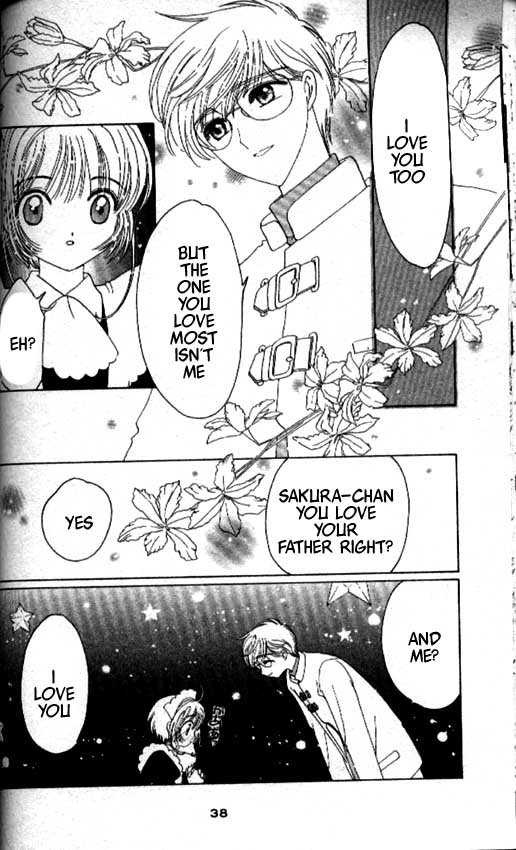 I
LOVE
YOU
TOO
BUT
THE
ONE
YOU
LOVE
MOST
ISN'T
ME
EH?
SAKURA-CHAN
YOU LOVE
YOUR
FATHER RIGHT?
YES
AND
ME?
I
LOVE
YOU
38